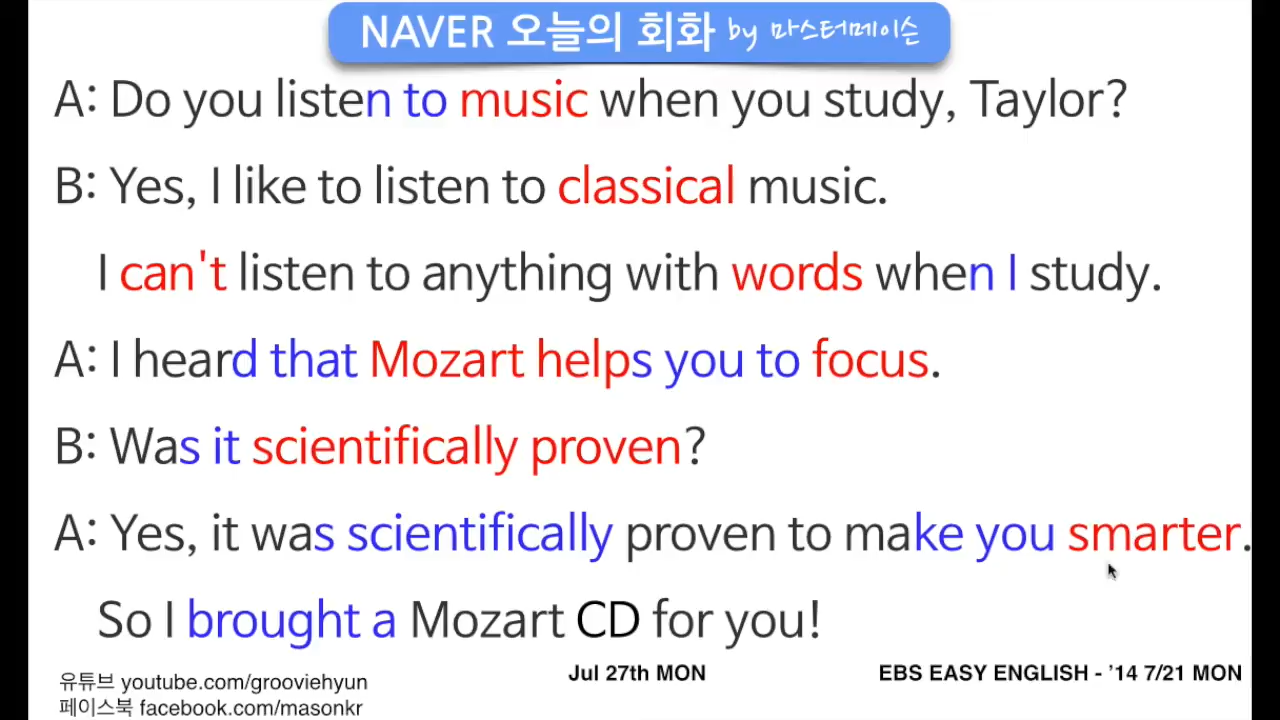 NAVER 오늘의 회화 by 마스터메이슨
A: Do you listen to music when you study, Taylor?
B: Yes, I like to listen to classical music.
I can't listen to anything with words when I study.
A: I heard that Mozart helps you to focus.
B: Was it scientifically proven?
A: Yes, it was scientifically proven to make you smarter.
So I brought a Mozart CD for you!
유튜브 youtube.com/grooviehyun
페이스북 facebook.com/masonkr
Jul 27th MON
EBS EASY ENGLISH - ’14 7/21 MON